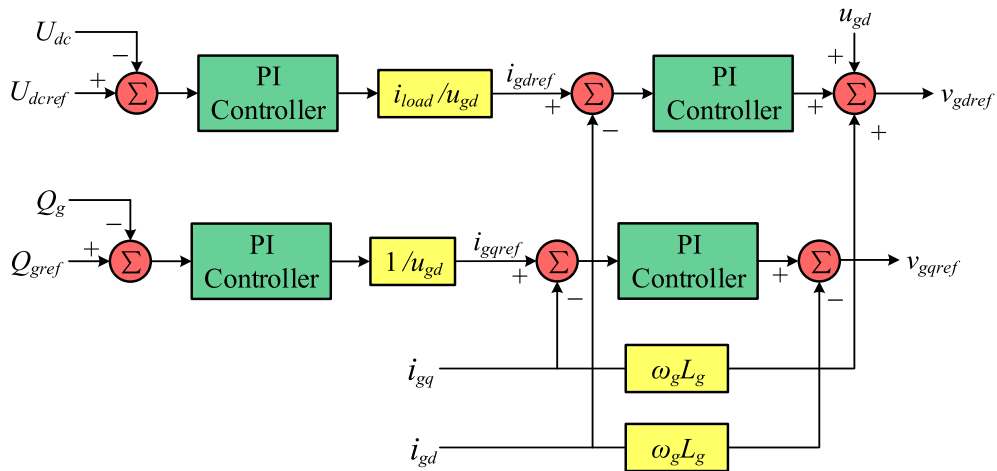 U_dc
−
+
U_dcref
Σ
PI
Controller
i_load/u_gd
i_gdref
+
Σ
−
PI
Controller
u_gd
+
+
Σ
+
v_gdref
Q_g
−
+
Q_gref
Σ
PI
Controller
1/u_gd
i_gqref
+
Σ
−
PI
Controller
+
Σ
−
v_gqref
i_gq
ω_gL_g
i_gd
ω_gL_g